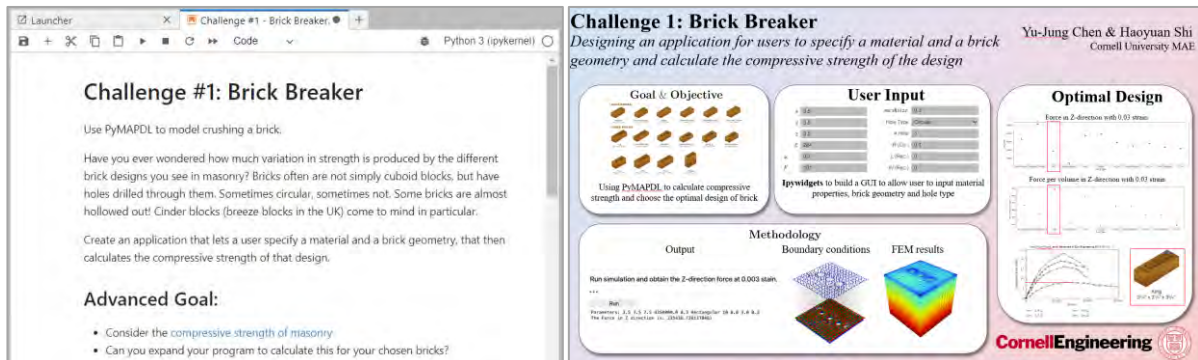 Launcher
Challenge #1 - Brick Breaker.
Code
Python 3 (ipykernel)
Challenge #1: Brick Breaker
Use PyMAPDL to model crushing a brick.
Have you ever wondered how much variation in strength is produced by the different
brick designs you see in masonry? Bricks often are not simply cuboid blocks, but have
holes drilled through them. Sometimes circular, sometimes not. Some bricks are almost
hollowed out! Cinder blocks (breeze blocks in the UK) come to mind in particular.
Create an application that lets a user specify a material and a brick geometry, that then
calculates the compressive strength of that design.
Advanced Goal:
• Consider the compressive strength of masonry
• Can you expand your program to calculate this for your chosen bricks?
Challenge 1: Brick Breaker
Designing an application for users to specify a material and a brick
geometry and calculate the compressive strength of the design
Yu-Jung Chen & Haoyuan Shi
Cornell University MAE
Goal & Objective
Using PyMAPDL to calculate compressive
strength and choose the optimal design of brick
User Input
Ipywidgets to build a GUI to allow user to input material
properties, brick geometry and hole type
Methodology
Output
Boundary conditions
FEM results
Run simulation and obtain the Z-direction force at 0.003 stain.
...
Run
Optimal Design
Force in Z-direction with 0.03 strain
Force per volume in Z-direction with 0.03 strain
King
CornellEngineering